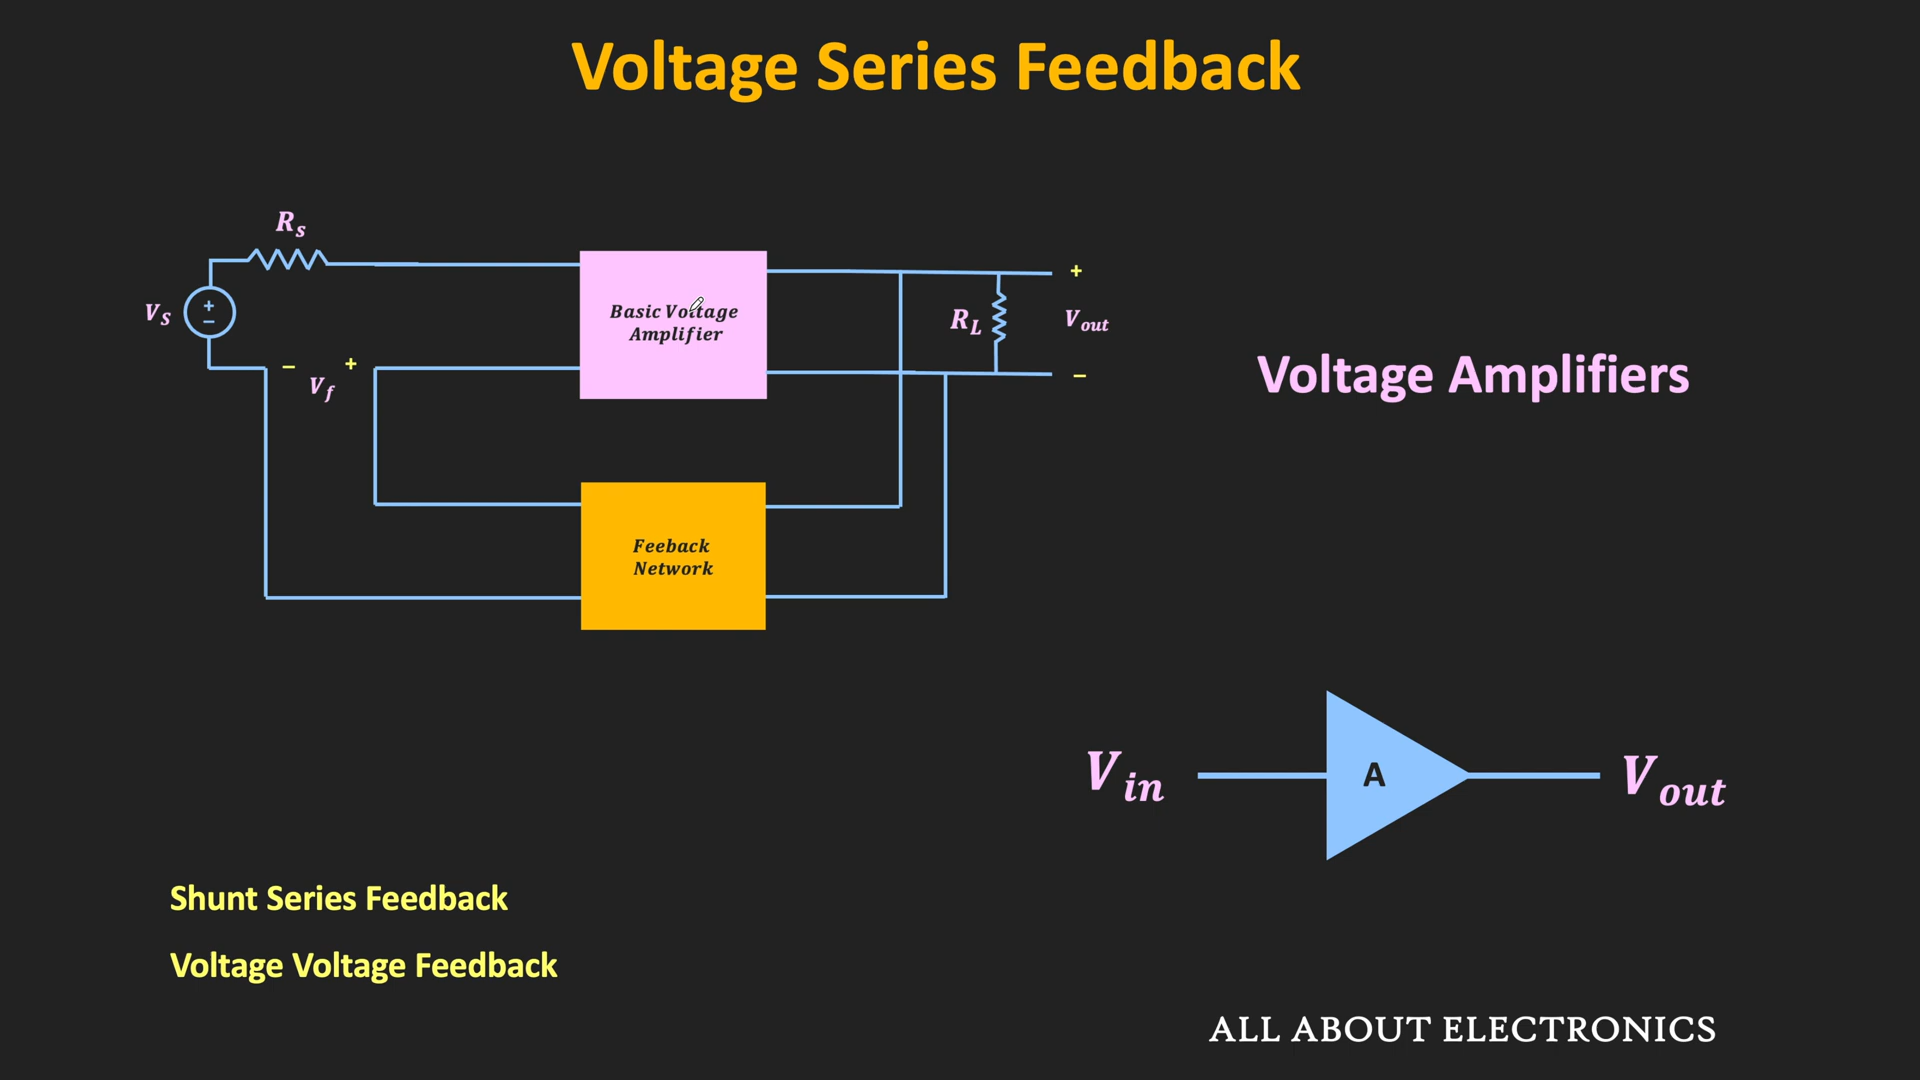 Voltage Series Feedback
Rs
Vs
+
−
− Vf +
Basic Voltage
Amplifier
RL
+
Vout
−
Voltage Amplifiers
Feeback
Network
Vin
A
Vout
Shunt Series Feedback
Voltage Voltage Feedback
ALL ABOUT ELECTRONICS